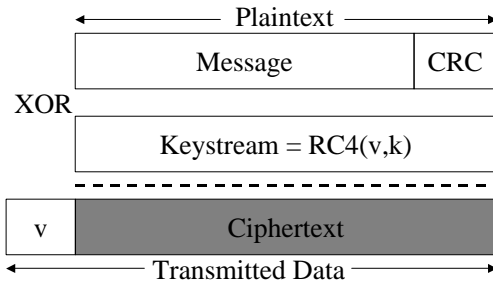 Plaintext
Message CRC
XOR
Keystream = RC4(v,k)
v Ciphertext
Transmitted Data